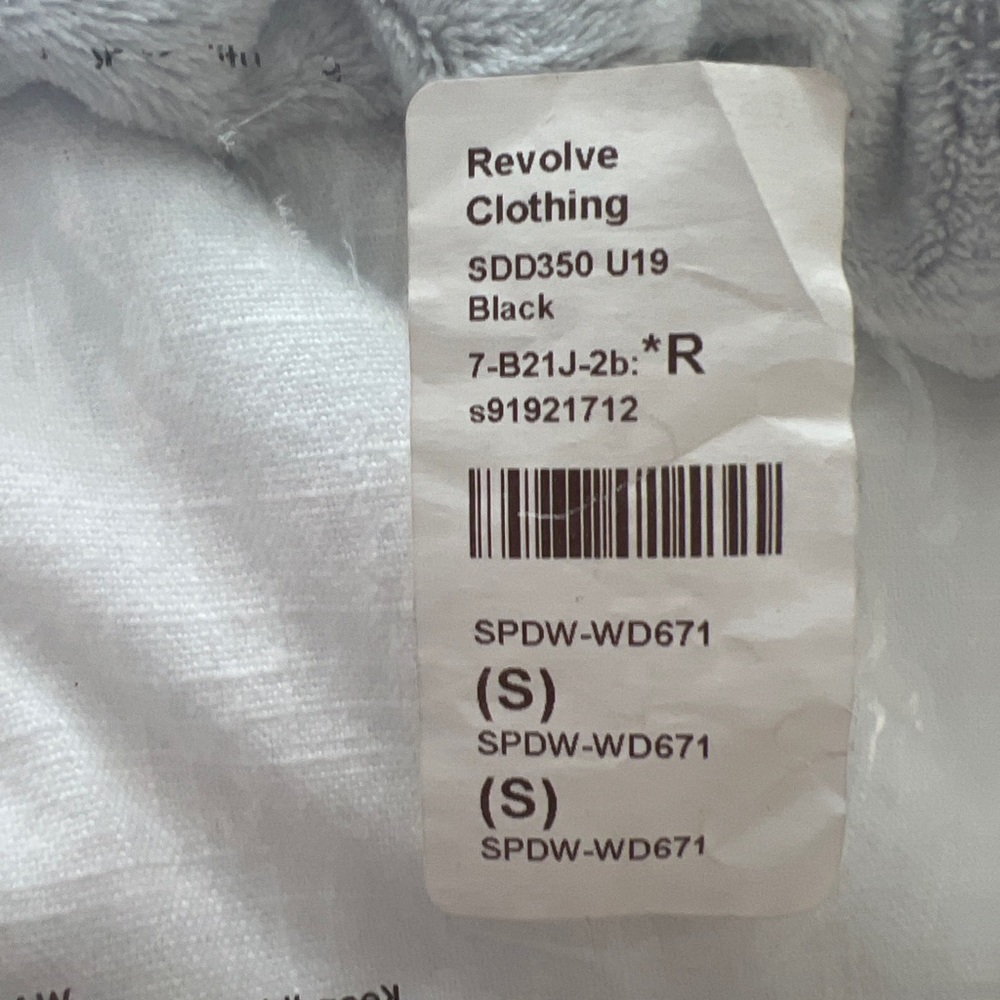 Revolve
Clothing
SDD350 U19
Black
7-B21J-2b:*R
s91921712
SPDW-WD671
(S)
SPDW-WD671
(S)
SPDW-WD671